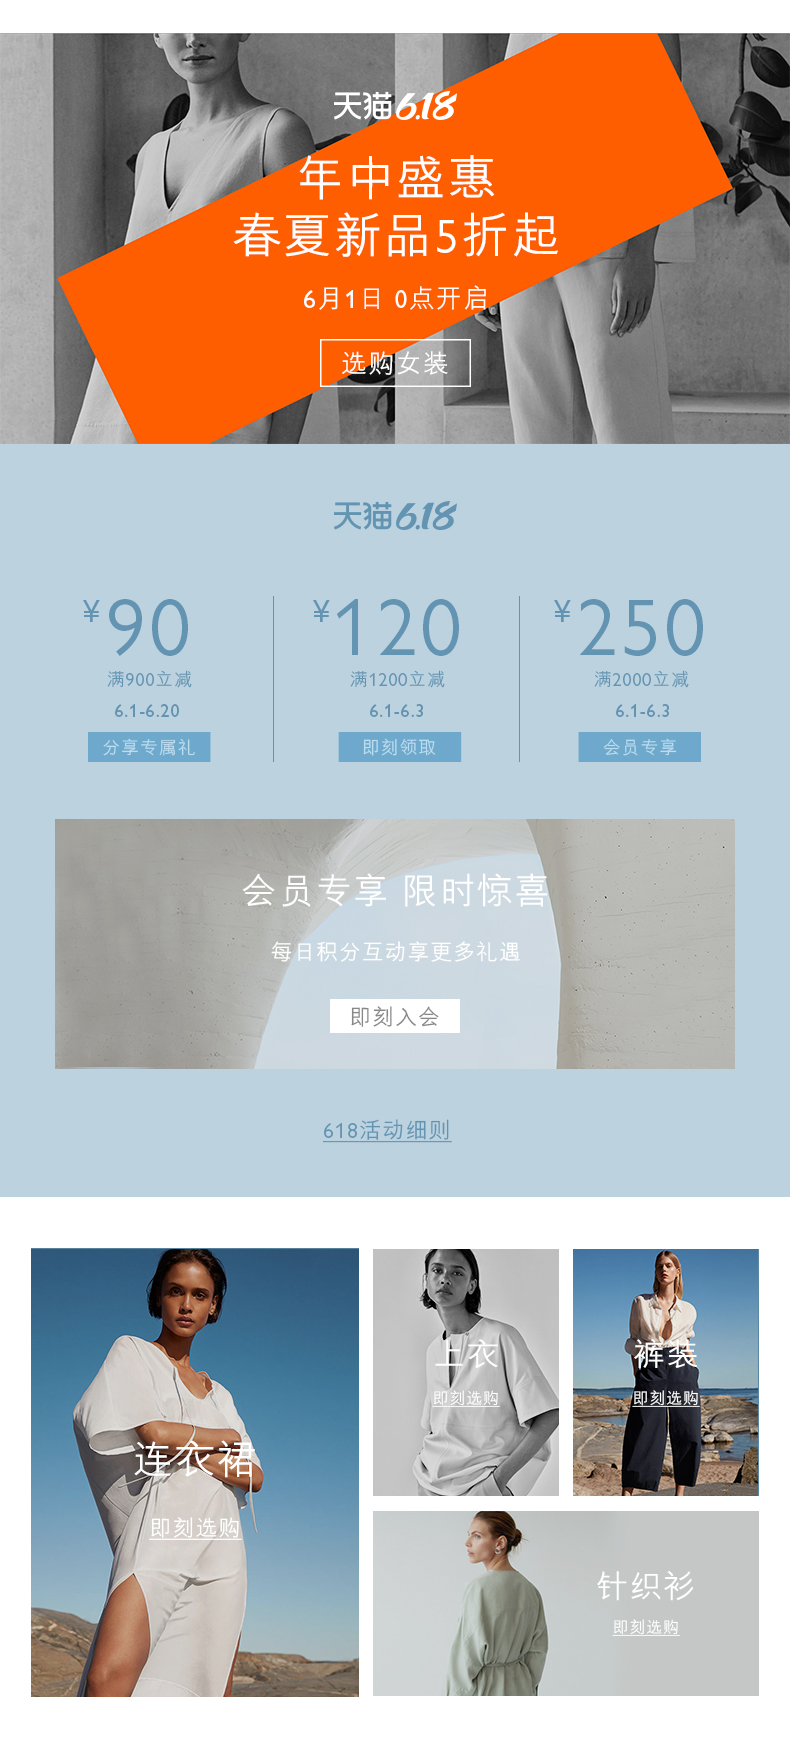 天猫6.18
年中盛惠
春夏新品5折起
6月1日 0点开启
选购女装
天猫6.18
¥90
满900立减
6.1-6.20
分享专属礼
¥120
满1200立减
6.1-6.3
即刻领取
¥250
满2000立减
6.1-6.3
会员专享
会员专享 限时惊喜
每日积分互动享更多礼遇
即刻入会
618活动细则
连衣裙
即刻选购
上衣
即刻选购
裤装
即刻选购
针织衫
即刻选购